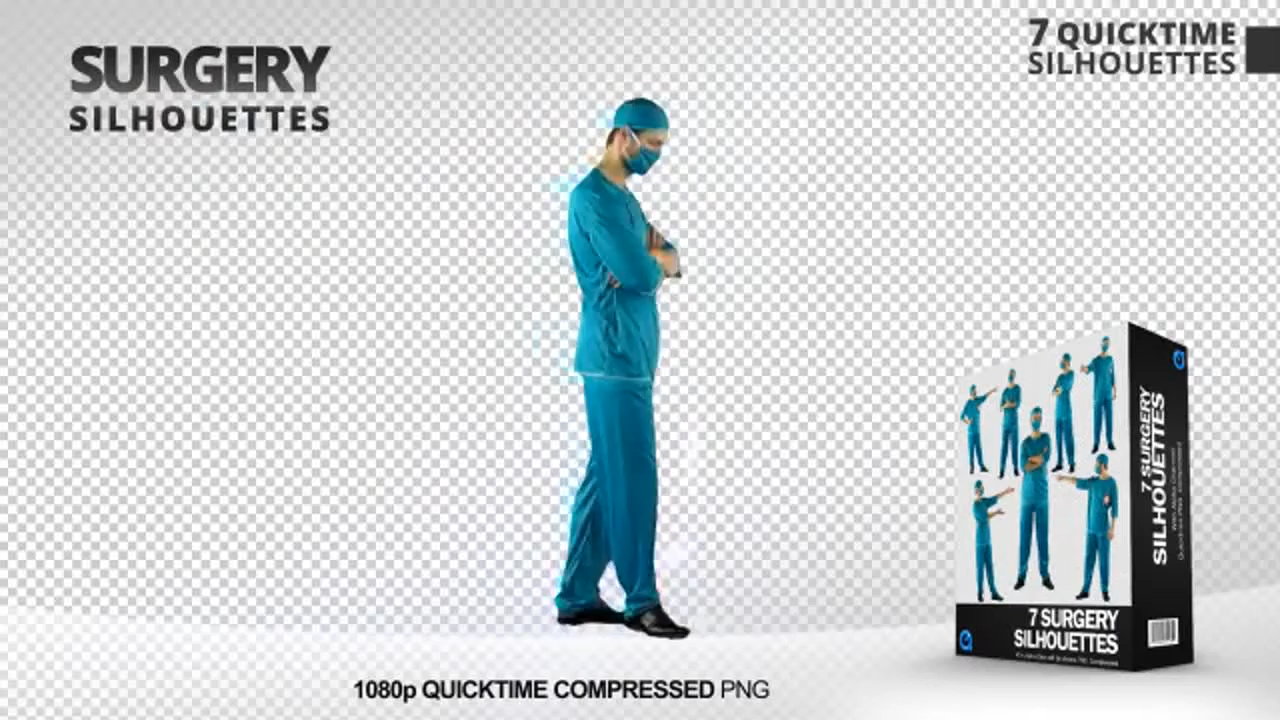 SURGERY
SILHOUETTES
7 QUICKTIME
SILHOUETTES
7 SURGERY
SILHOUETTES
7 SURGERY
SILHOUETTES
1080p QUICKTIME COMPRESSED PNG